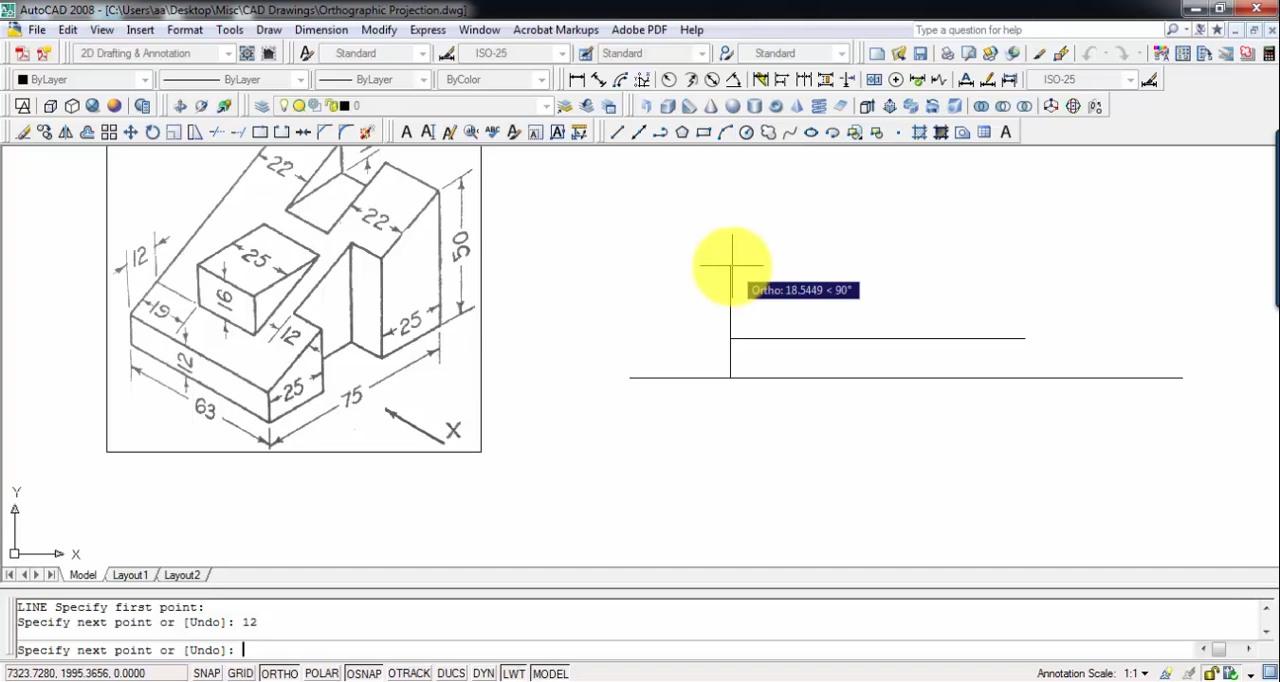 AutoCAD 2008 - [C:\Users\aa\Desktop\Misc\CAD Drawings\Orthographic Projection.dwg]
File Edit View Insert Format Tools Draw Dimension Modify Express Window Acrobat Markups Adobe PDF Help Type a question for help
2D Drafting & Annotation Standard ISO-25 Standard Standard
ByLayer ByLayer ByLayer ByColor ISO-25
0
22
22
50
12
25
16
19
12
12
25
25
63
75
X
Ortho: 18.5449 < 90°
Y
X
Model Layout1 Layout2
LINE Specify first point:
Specify next point or [Undo]: 12
Specify next point or [Undo]:
7323.7280, 1995.3656, 0.0000 SNAP GRID ORTHO POLAR OSNAP OTRACK DUCS DYN LWT MODEL Annotation Scale: 1:1